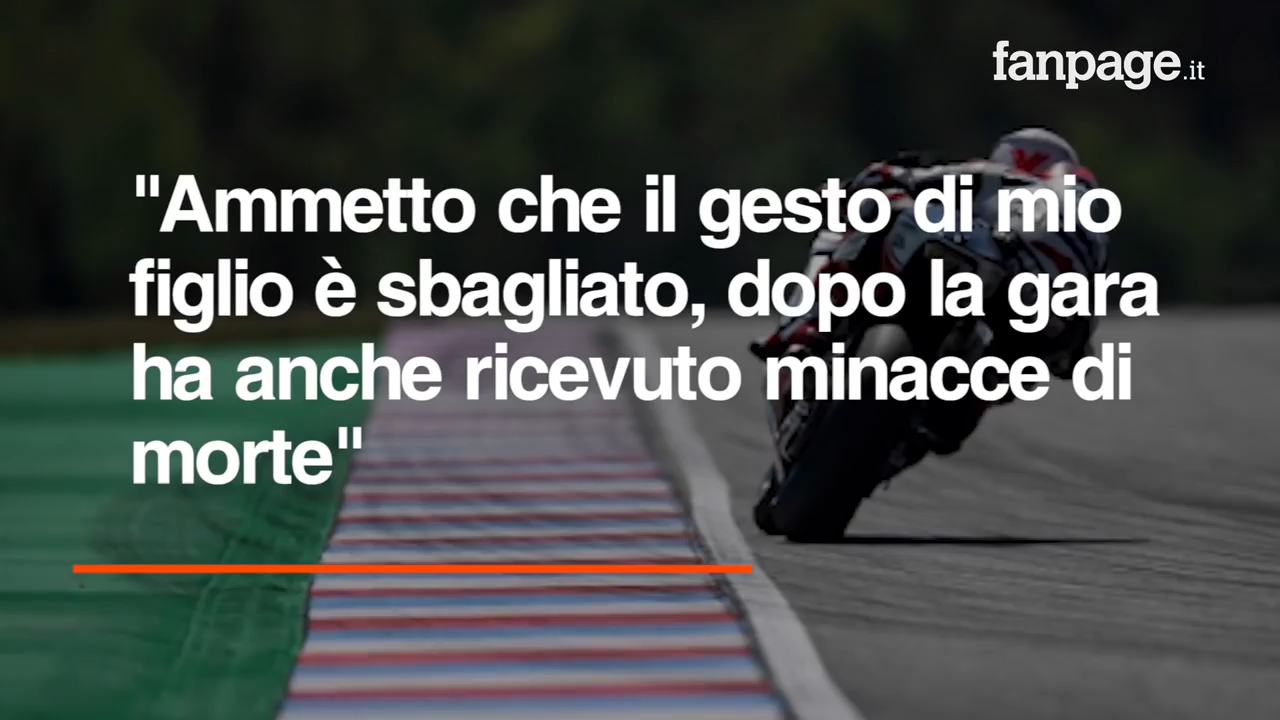 fanpage.it
"Ammetto che il gesto di mio
figlio è sbagliato, dopo la gara
ha anche ricevuto minacce di
morte"